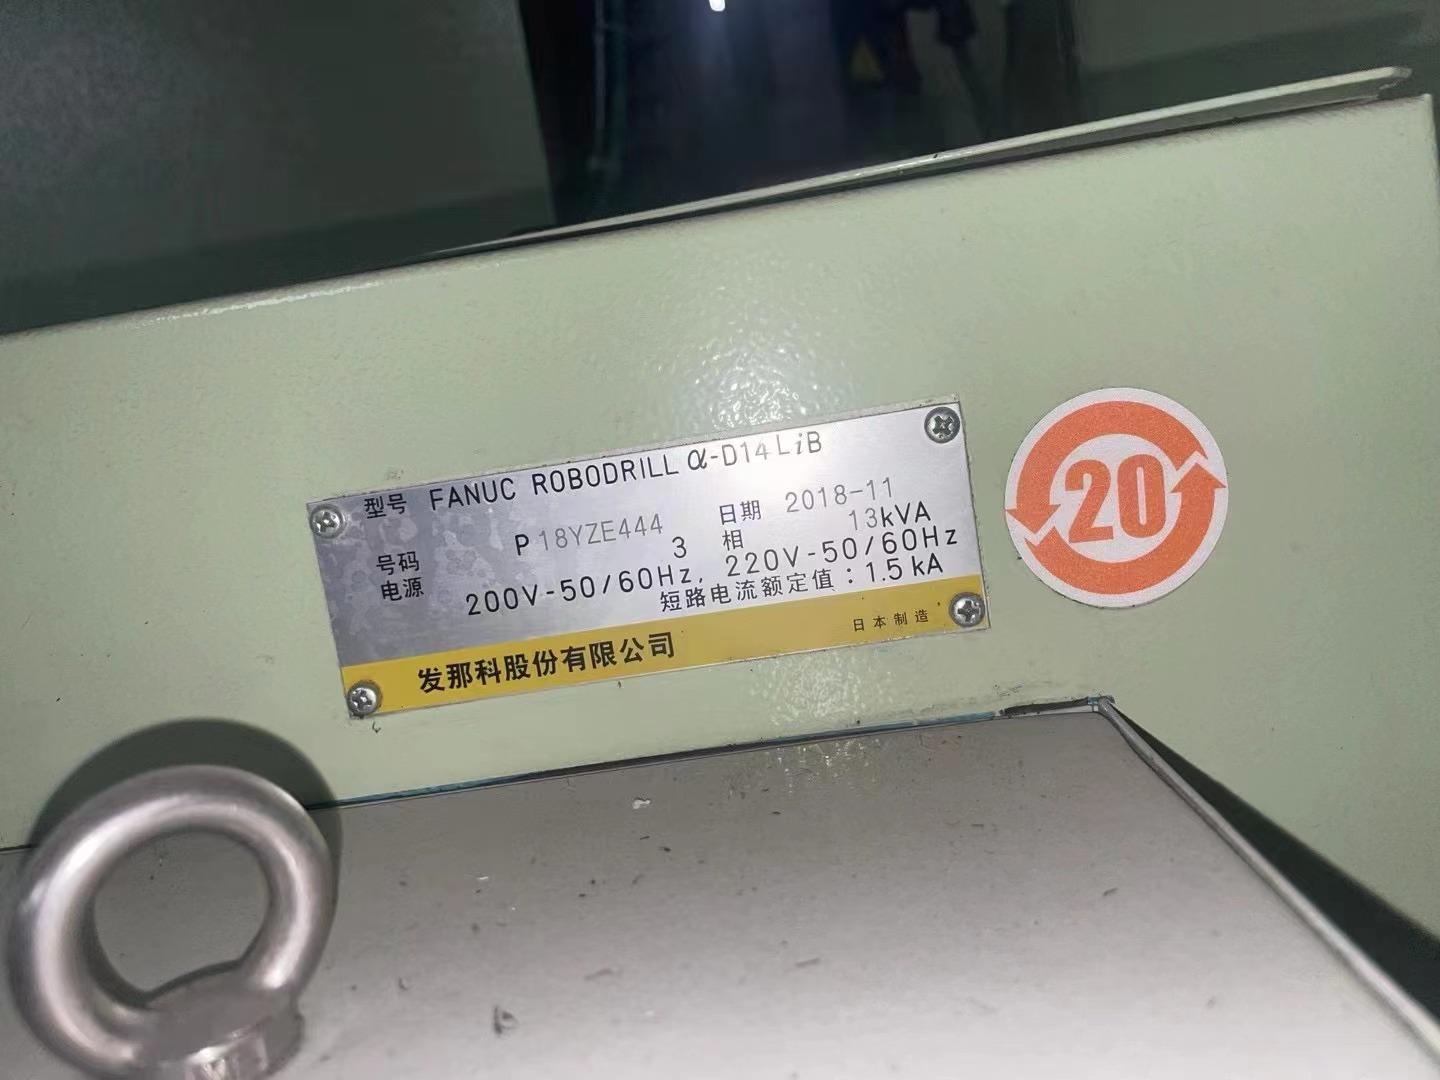 型号 FANUC ROBODRILL α-D14LiB
号码 P18YZE444 日期 2018-11
电源 3 相 13kVA
200V-50/60Hz, 220V-50/60Hz
短路电流额定值：1.5kA
发那科股份有限公司 日本制造
20